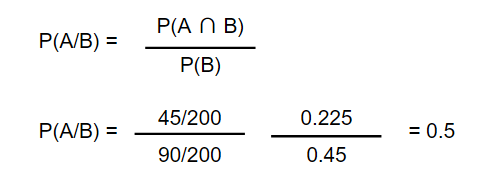 P(A/B) = P(A ∩ B)
P(B)
P(A/B) = 45/200 0.225 = 0.5
90/200 0.45